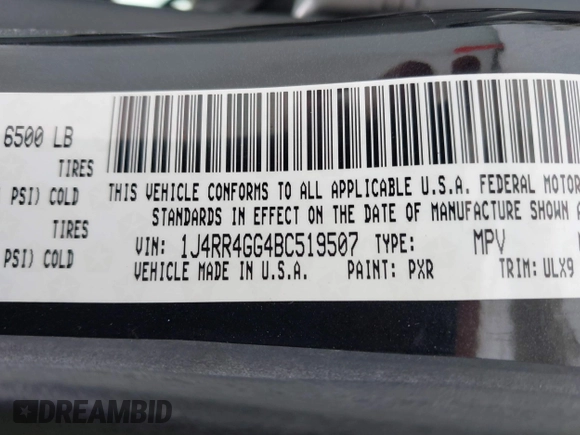 6500 LB
TIRES
PSI) COLD
TIRES
PSI) COLD
THIS VEHICLE CONFORMS TO ALL APPLICABLE U.S.A. FEDERAL MOTOR
STANDARDS IN EFFECT ON THE DATE OF MANUFACTURE SHOWN
VIN: 1J4RR4GG4BC519507 TYPE: MPV
VEHICLE MADE IN U.S.A. PAINT: PXR TRIM: ULX9
DREAMBID